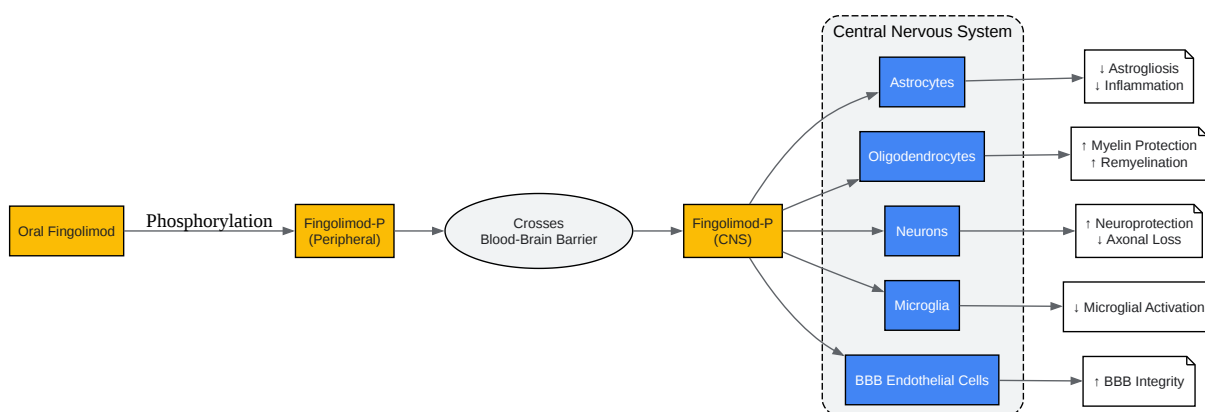 Central Nervous System
Astrocytes
↓ Astrogliosis
↓ Inflammation
Oligodendrocytes
↑ Myelin Protection
↑ Remyelination
Oral Fingolimod
Phosphorylation
Fingolimod-P
(Peripheral)
Crosses
Blood-Brain Barrier
Fingolimod-P
(CNS)
Neurons
↑ Neuroprotection
↓ Axonal Loss
Microglia
↓ Microglial Activation
BBB Endothelial Cells
↑ BBB Integrity